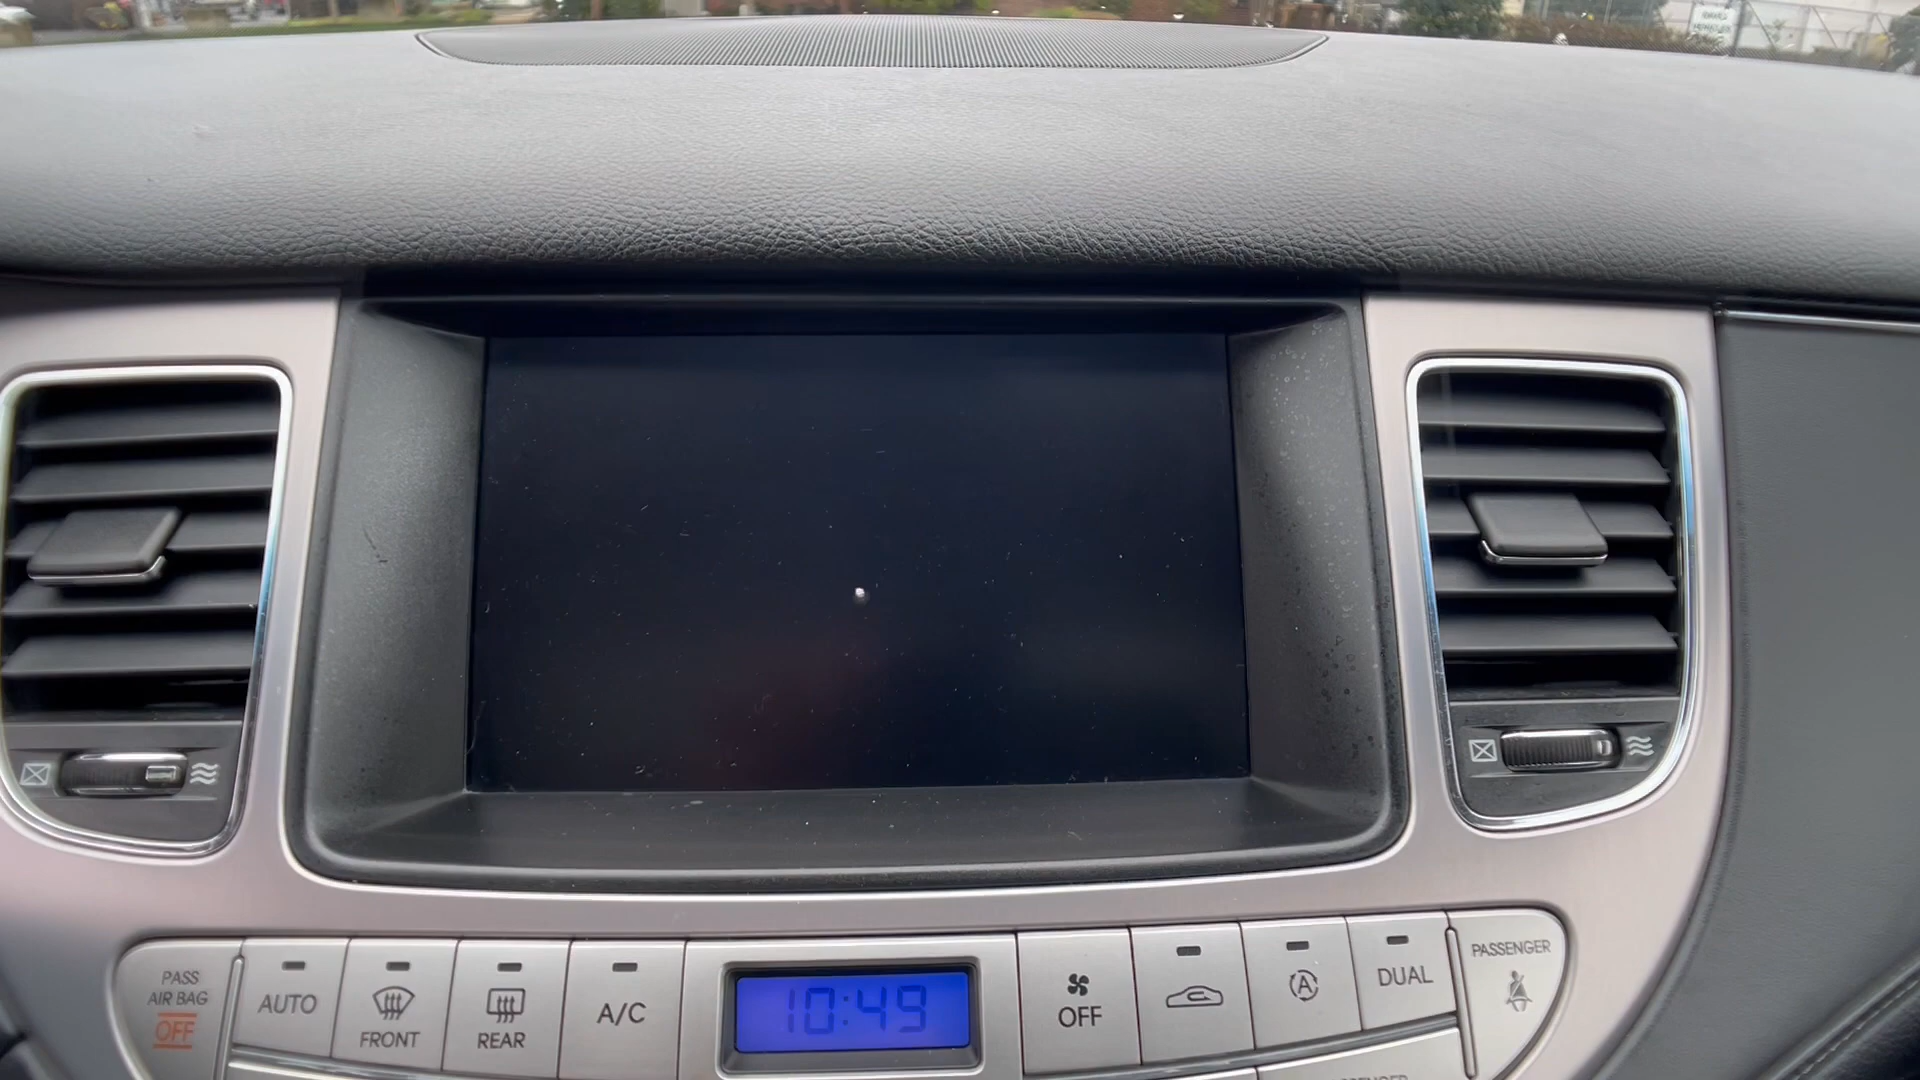 PASS
AIR BAG
OFF
AUTO
FRONT
REAR
A/C
10:49
OFF
A
DUAL
PASSENGER